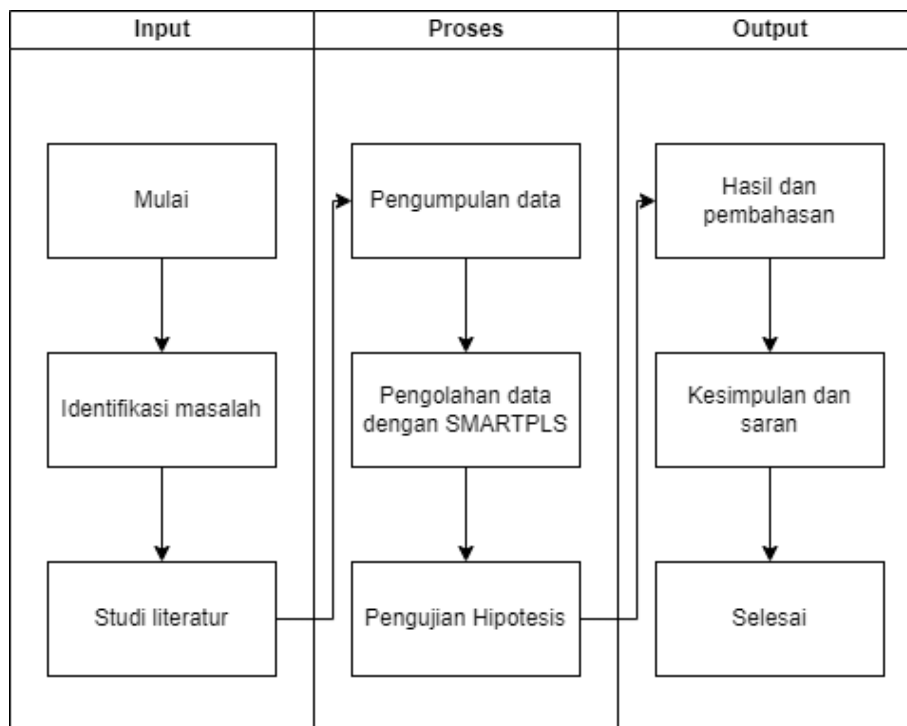 Input
Proses
Output
Mulai
Identifikasi masalah
Studi literatur
Pengumpulan data
Pengolahan data
dengan SMARTPLS
Pengujian Hipotesis
Hasil dan
pembahasan
Kesimpulan dan
saran
Selesai